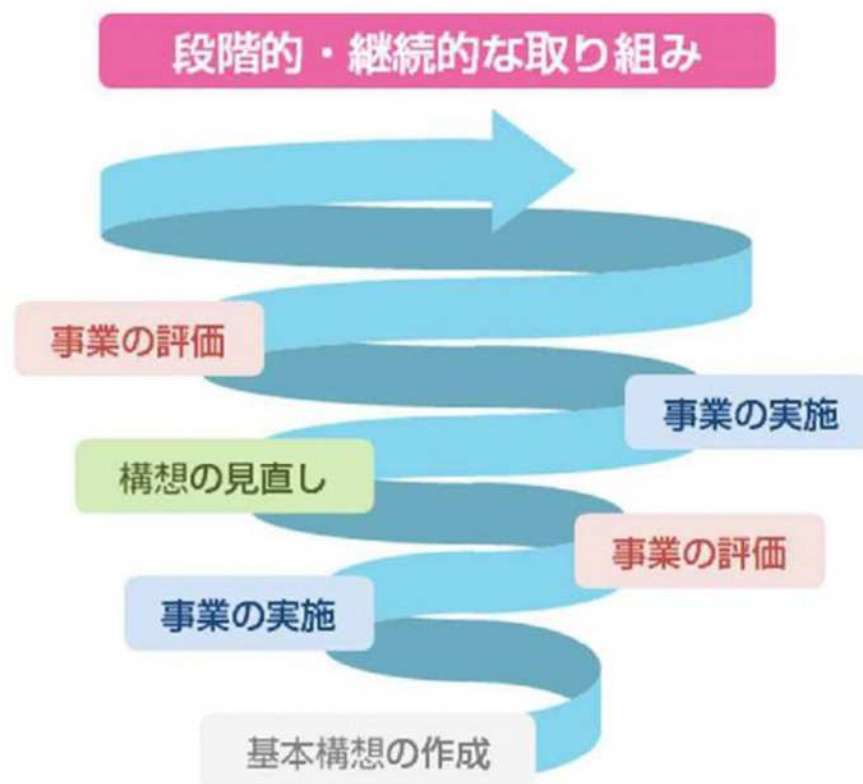 段階的・継続的な取り組み
事業の評価
事業の実施
構想の見直し
事業の評価
事業の実施
基本構想の作成